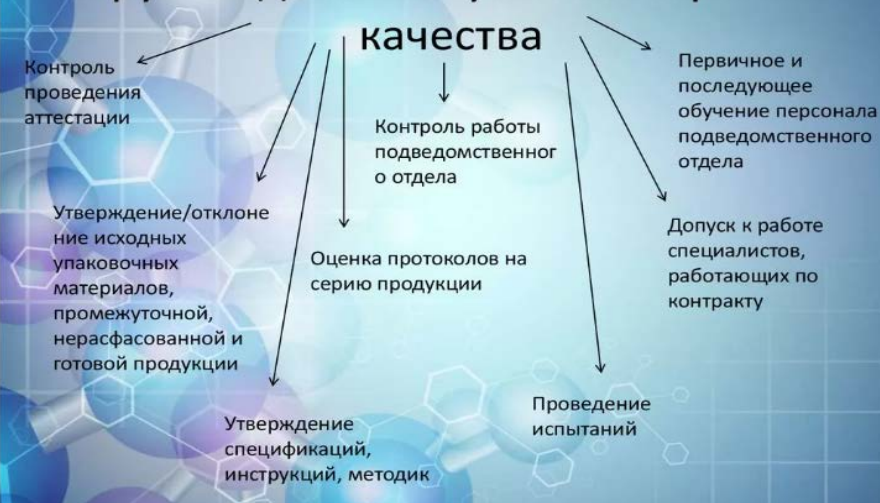 качества
Контроль
проведения
аттестации
Утверждение/отклоне
ние исходных
упаковочных
материалов,
промежуточной,
нерасфасованной и
готовой продукции
Утверждение
спецификаций,
инструкций, методик
Оценка протоколов на
серию продукции
Контроль работы
подведомственног
о отдела
Проведение
испытаний
Допуск к работе
специалистов,
работающих по
контракту
Первичное и
последующее
обучение персонала
подведомственного
отдела